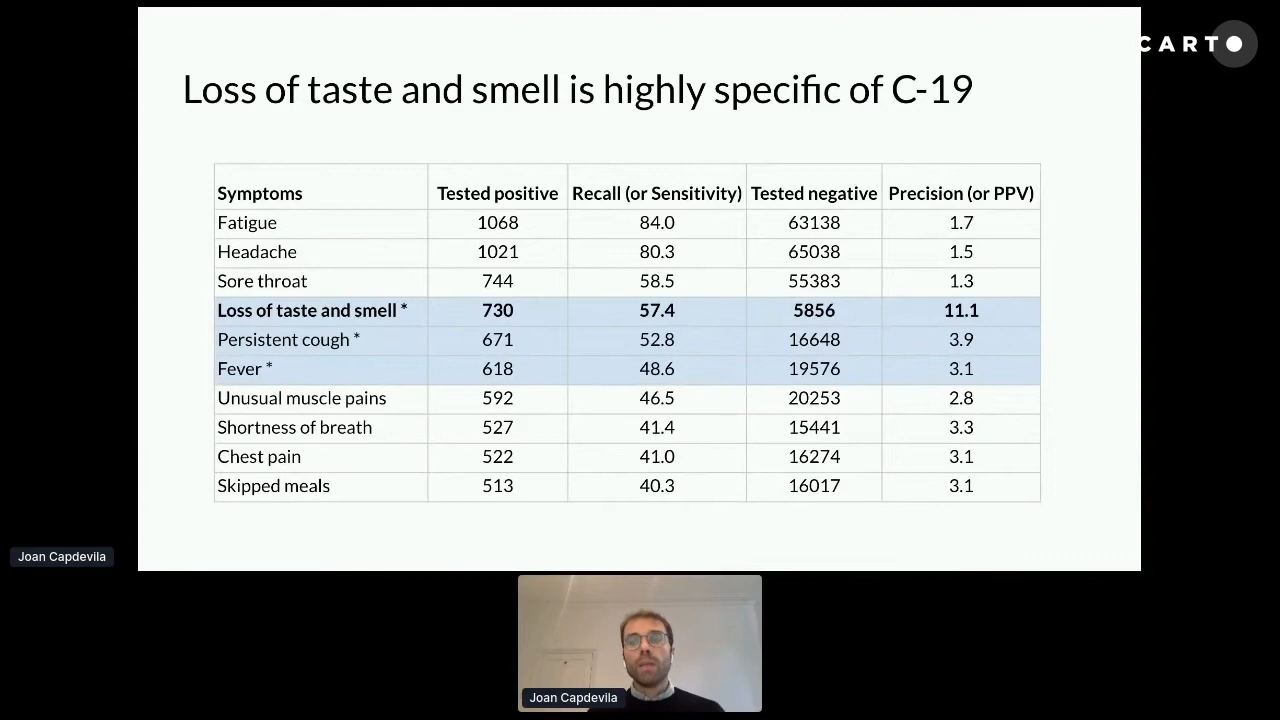 CARTO
Loss of taste and smell is highly specific of C-19
Symptoms Tested positive Recall (or Sensitivity) Tested negative Precision (or PPV)
Fatigue 1068 84.0 63138 1.7
Headache 1021 80.3 65038 1.5
Sore throat 744 58.5 55383 1.3
Loss of taste and smell * 730 57.4 5856 11.1
Persistent cough * 671 52.8 16648 3.9
Fever * 618 48.6 19576 3.1
Unusual muscle pains 592 46.5 20253 2.8
Shortness of breath 527 41.4 15441 3.3
Chest pain 522 41.0 16274 3.1
Skipped meals 513 40.3 16017 3.1
Joan Capdevila
Joan Capdevila